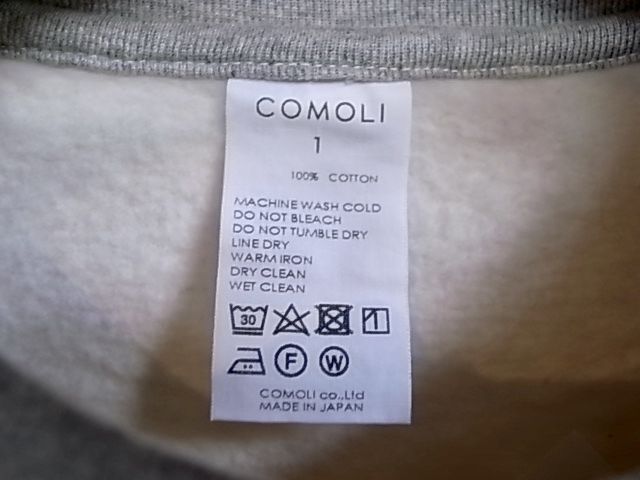 COMOLI
1
100% COTTON
MACHINE WASH COLD
DO NOT BLEACH
DO NOT TUMBLE DRY
LINE DRY
WARM IRON
DRY CLEAN
WET CLEAN
30
F W
COMOLI co.,Ltd
MADE IN JAPAN